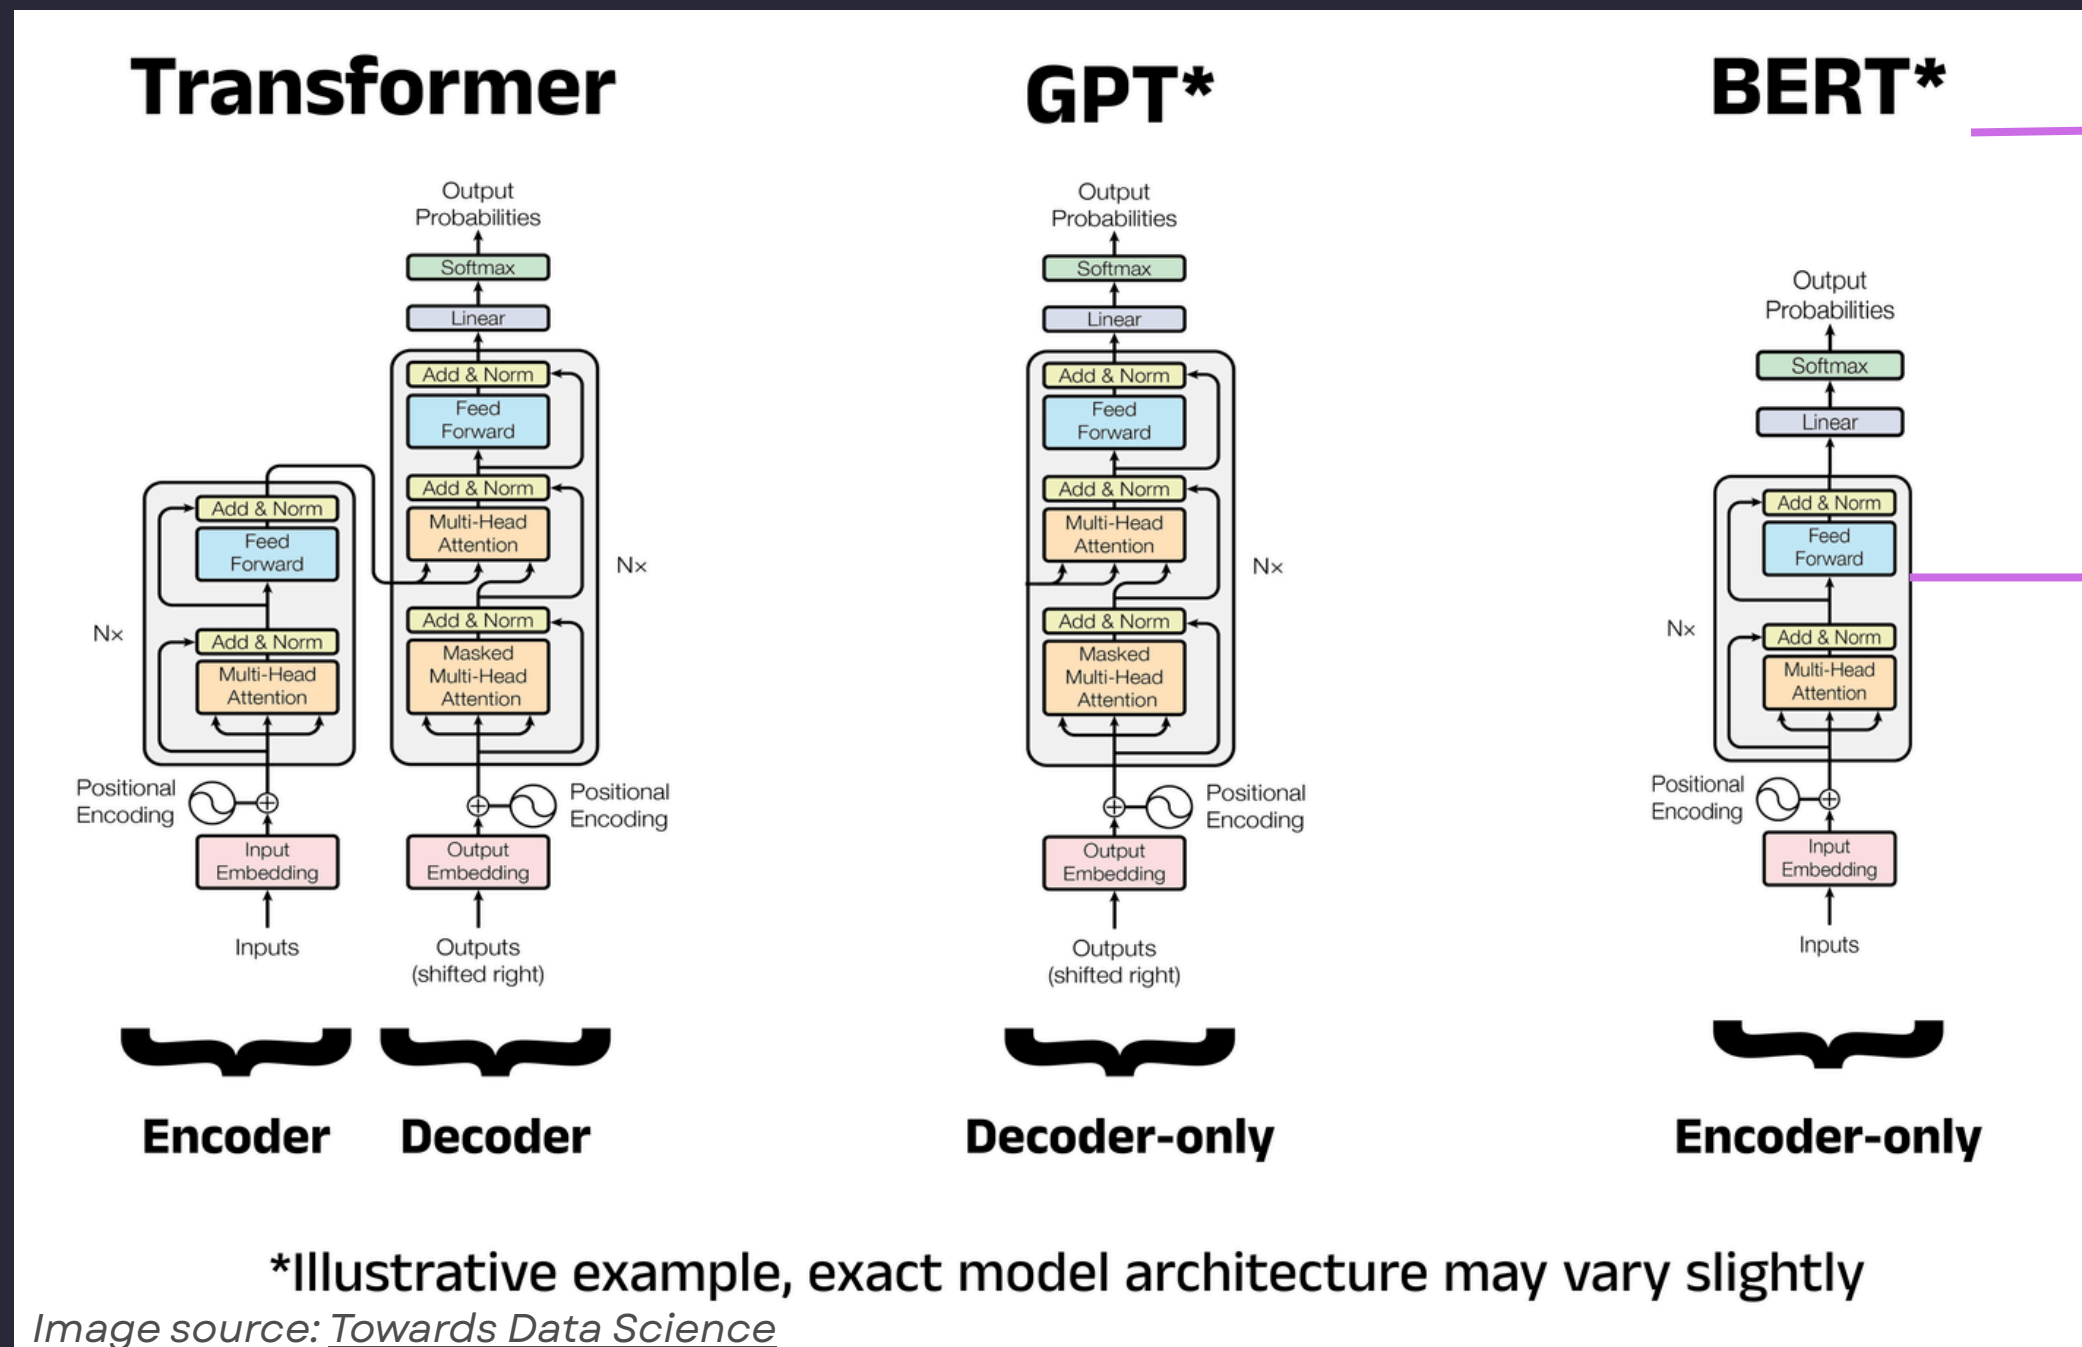 Transformer
Output
Probabilities
Softmax
Linear
Add & Norm
Feed
Forward
Add & Norm
Multi-Head
Attention
Nx
Add & Norm
Masked
Multi-Head
Attention
Add & Norm
Feed
Forward
Nx
Add & Norm
Multi-Head
Attention
Positional
Encoding
Input
Embedding
Inputs
Positional
Encoding
Output
Embedding
Outputs
(shifted right)
Encoder
Decoder
GPT*
Output
Probabilities
Softmax
Linear
Add & Norm
Feed
Forward
Add & Norm
Multi-Head
Attention
Nx
Add & Norm
Masked
Multi-Head
Attention
Positional
Encoding
Output
Embedding
Outputs
(shifted right)
Decoder-only
BERT*
Output
Probabilities
Softmax
Linear
Add & Norm
Feed
Forward
Nx
Add & Norm
Multi-Head
Attention
Positional
Encoding
Input
Embedding
Inputs
Encoder-only
*Illustrative example, exact model architecture may vary slightly
Image source: Towards Data Science